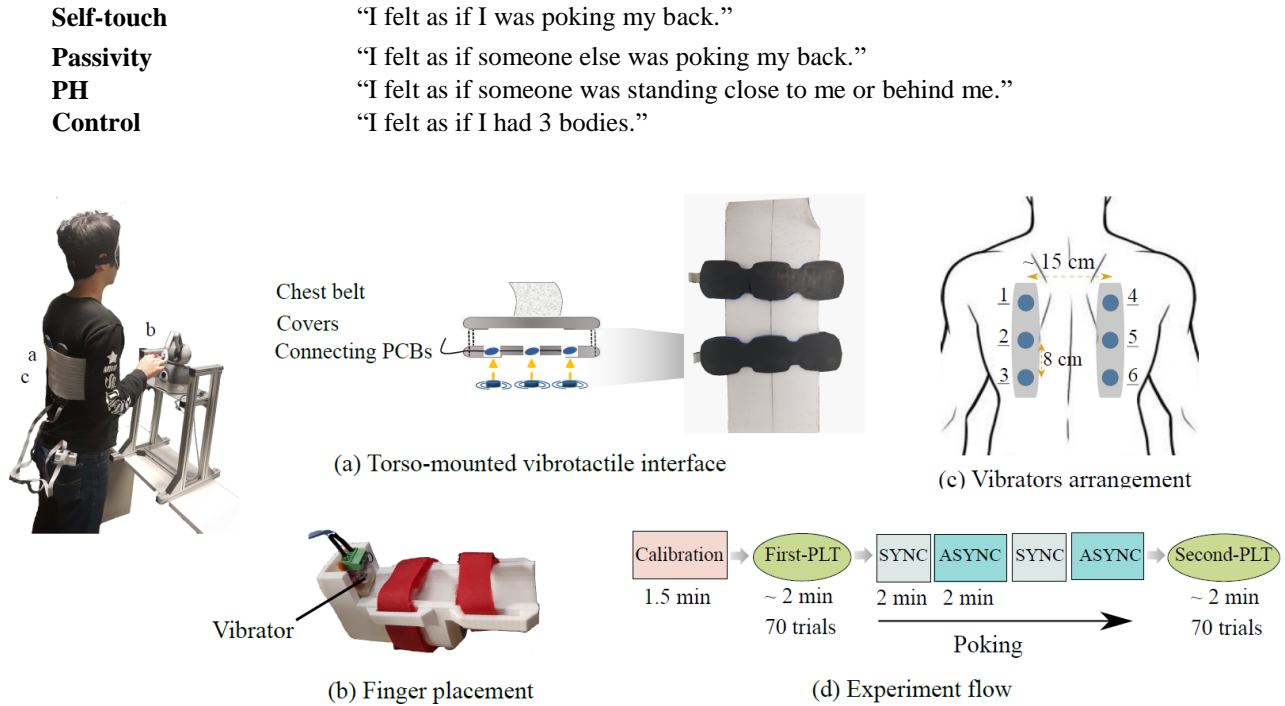 Self-touch “I felt as if I was poking my back.”
Passivity “I felt as if someone else was poking my back.”
PH “I felt as if someone was standing close to me or behind me.”
Control “I felt as if I had 3 bodies.”
a
c
b
Chest belt
Covers
Connecting PCBs
(a) Torso-mounted vibrotactile interface
~ 15 cm
1 4
2 5
8 cm
3 6
(c) Vibrators arrangement
Vibrator
(b) Finger placement
Calibration First-PLT SYNC ASYNC SYNC ASYNC Second-PLT
1.5 min ~ 2 min 2 min 2 min ~ 2 min
70 trials 70 trials
Poking
(d) Experiment flow